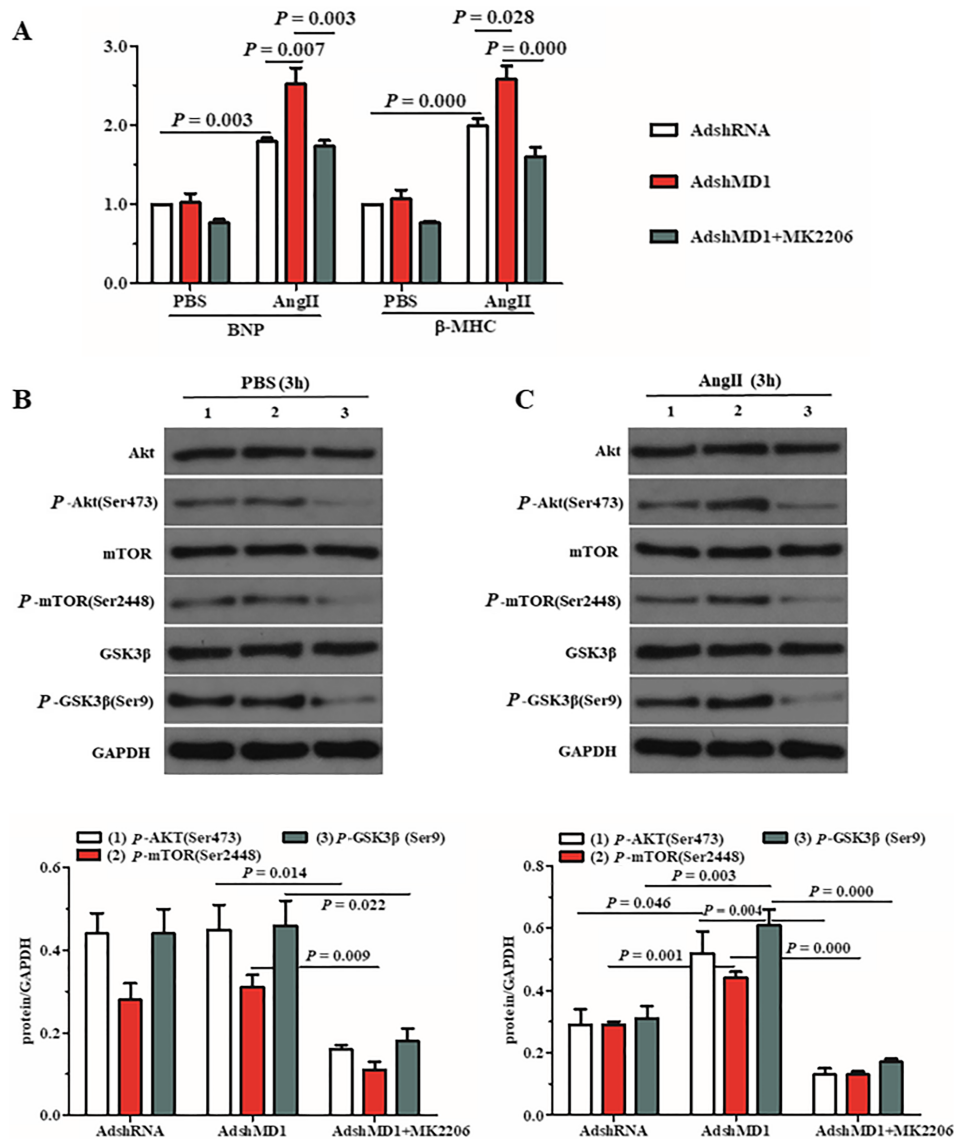 A
P = 0.003
P = 0.028
P = 0.007
P = 0.000
P = 0.003
P = 0.000
3.0
2.0
1.0
0.0
PBS
AngII
PBS
AngII
BNP
β-MHC
AdshRNA
AdshMD1
AdshMD1+MK2206
B
PBS (3h)
1 2 3
Akt
P-Akt(Ser473)
mTOR
P-mTOR(Ser2448)
GSK3β
P-GSK3β(Ser9)
GAPDH
C
AngII (3h)
1 2 3
Akt
P-Akt(Ser473)
mTOR
P-mTOR(Ser2448)
GSK3β
P-GSK3β(Ser9)
GAPDH
(1) P-AKT(Ser473)
(3) P-GSK3β (Ser9)
(2) P-mTOR(Ser2448)
0.6
0.4
0.2
0.0
protein/GAPDH
P = 0.014
P = 0.022
P = 0.009
AdshRNA
AdshMD1
AdshMD1+MK2206
(1) P-AKT(Ser473)
(3) P-GSK3β (Ser9)
(2) P-mTOR(Ser2448)
0.8
0.6
0.4
0.2
0.0
protein/GAPDH
P = 0.003
P = 0.000
P = 0.046
P = 0.004
P = 0.001
P = 0.000
AdshRNA
AdshMD1
AdshMD1+MK2206